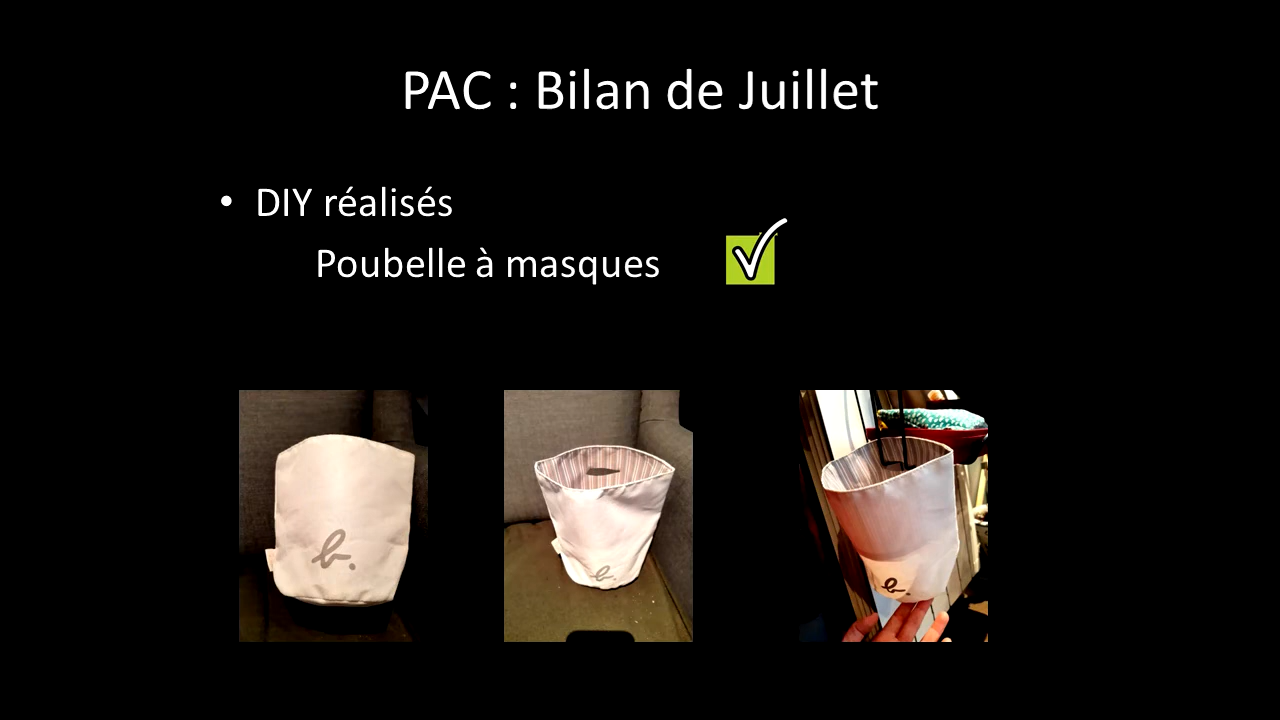 PAC : Bilan de Juillet
• DIY réalisés
Poubelle à masques
b.
b.
b.